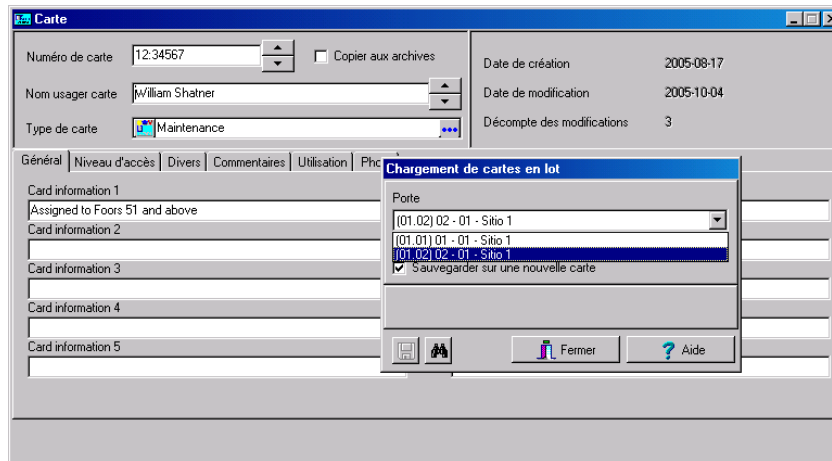 Carte
Numéro de carte 12:34567 Copier aux archives
Nom usager carte William Shatner
Type de carte Maintenance
Date de création 2005-08-17
Date de modification 2005-10-04
Décompte des modifications 3
Général Niveau d'accès Divers Commentaires Utilisation
Card information 1
Assigned to Foors 51 and above
Card information 2
Card information 3
Card information 4
Card information 5
Chargement de cartes en lot
Porte
(01.02) 02 - 01 - Sitio 1
(01.01) 01 - 01 - Sitio 1
(01.02) 02 - 01 - Sitio 1
Sauvegarder sur une nouvelle carte
Fermer Aide